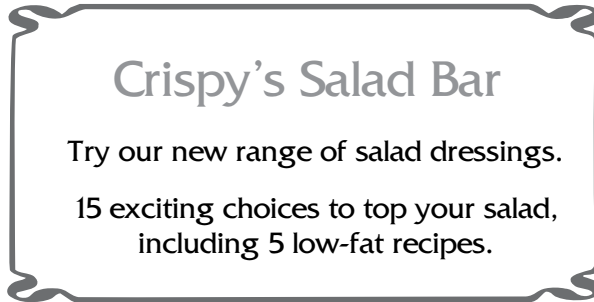 Crispy’s Salad Bar
Try our new range of salad dressings.
15 exciting choices to top your salad,
including 5 low-fat recipes.